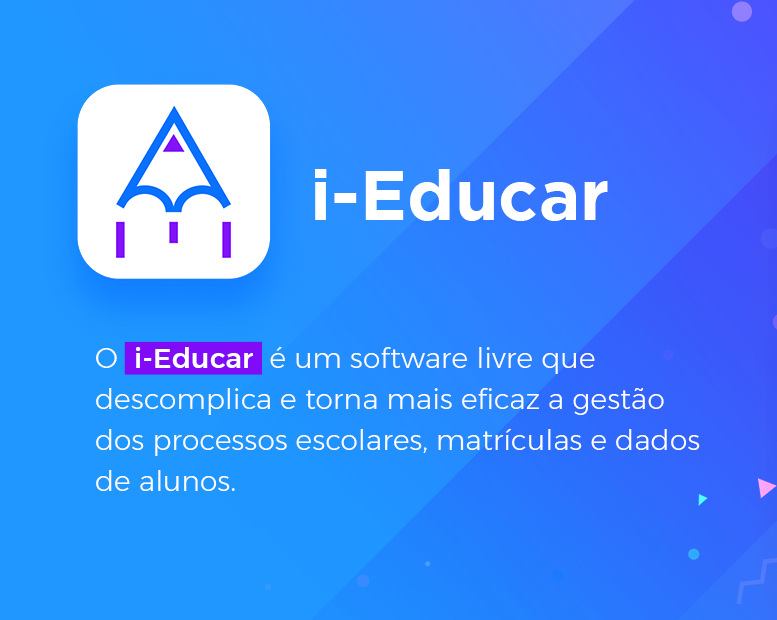 i-Educar
O i-Educar é um software livre que
descomplica e torna mais eficaz a gestão
dos processos escolares, matrículas e dados
de alunos.